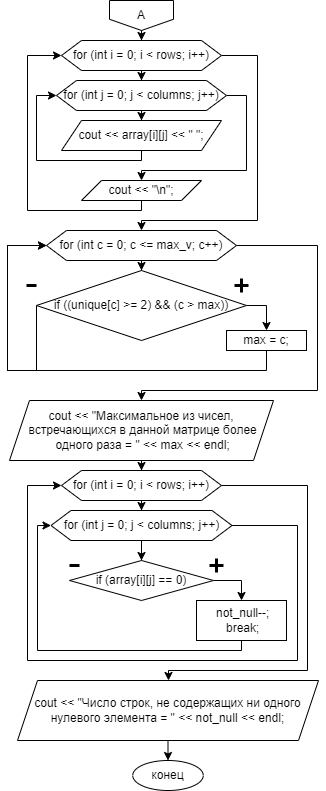 A
for (int i = 0; i < rows; i++)
for (int j = 0; j < columns; j++)
cout << array[i][j] << " ";
cout << "\n";
for (int c = 0; c <= max_v; c++)
-
+
if ((unique[c] >= 2) && (c > max))
max = c;
cout << "Максимальное из чисел,
встречающихся в данной матрице более
одного раза = " << max << endl;
for (int i = 0; i < rows; i++)
for (int j = 0; j < columns; j++)
-
+
if (array[i][j] == 0)
not_null--;
break;
cout << "Число строк, не содержащих ни одного
нулевого элемента = " << not_null << endl;
конец